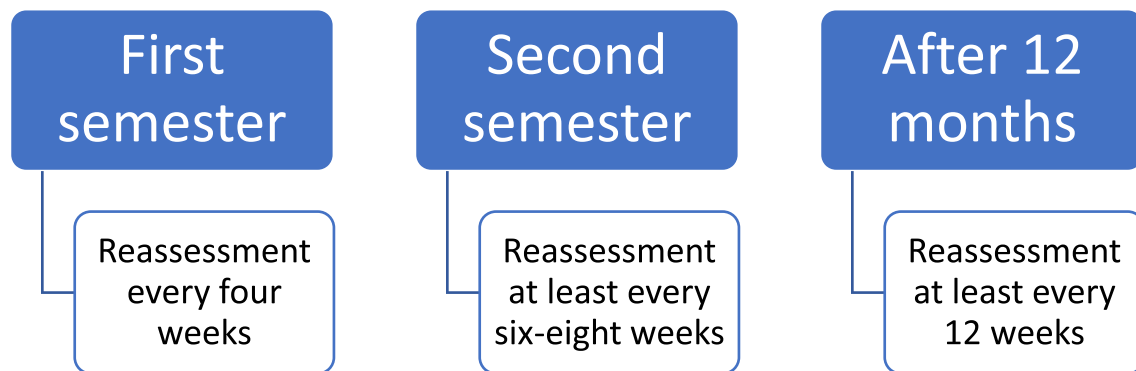 First
semester
Reassessment
every four
weeks
Second
semester
Reassessment
at least every
six-eight weeks
After 12
months
Reassessment
at least every
12 weeks